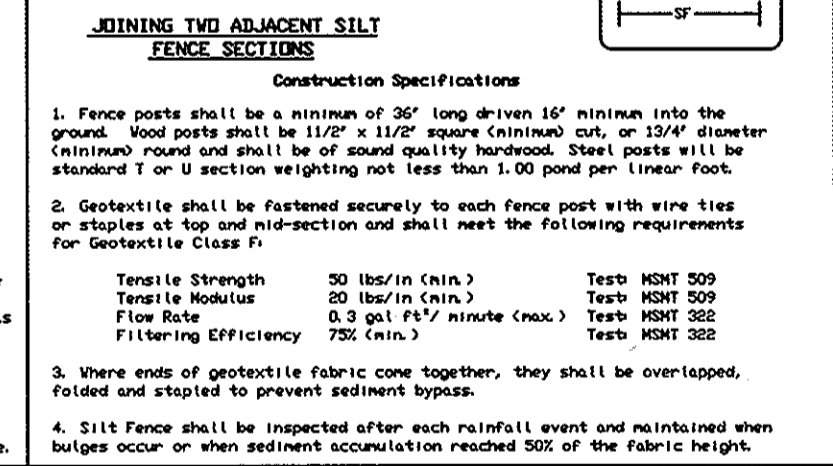 SF
JOINING TWO ADJACENT SILT
FENCE SECTIONS
Construction Specifications
1. Fence posts shall be a minimum of 36" long driven 16" minimum into the
ground. Wood posts shall be 11/2" x 11/2" square (minimum) cut, or 13/4" diameter
(minimum) round and shall be of sound quality hardwood. Steel posts will be
standard T or U section weighting not less than 1.00 pond per linear foot.
2. Geotextile shall be fastened securely to each fence post with wire ties
or staples at top and mid-section and shall meet the following requirements
for Geotextile Class F:
Tensile Strength 50 lbs/in (min.) Test: MSMT 509
Tensile Modulus 20 lbs/in (min.) Test: MSMT 509
Flow Rate 0.3 gal ft²/ minute (max.) Test: MSMT 322
Filtering Efficiency 75% (min.) Test: MSMT 322
3. Where ends of geotextile fabric come together, they shall be overlapped,
folded and stapled to prevent sediment bypass.
4. Silt Fence shall be inspected after each rainfall event and maintained when
bulges occur or when sediment accumulation reached 50% of the fabric height.